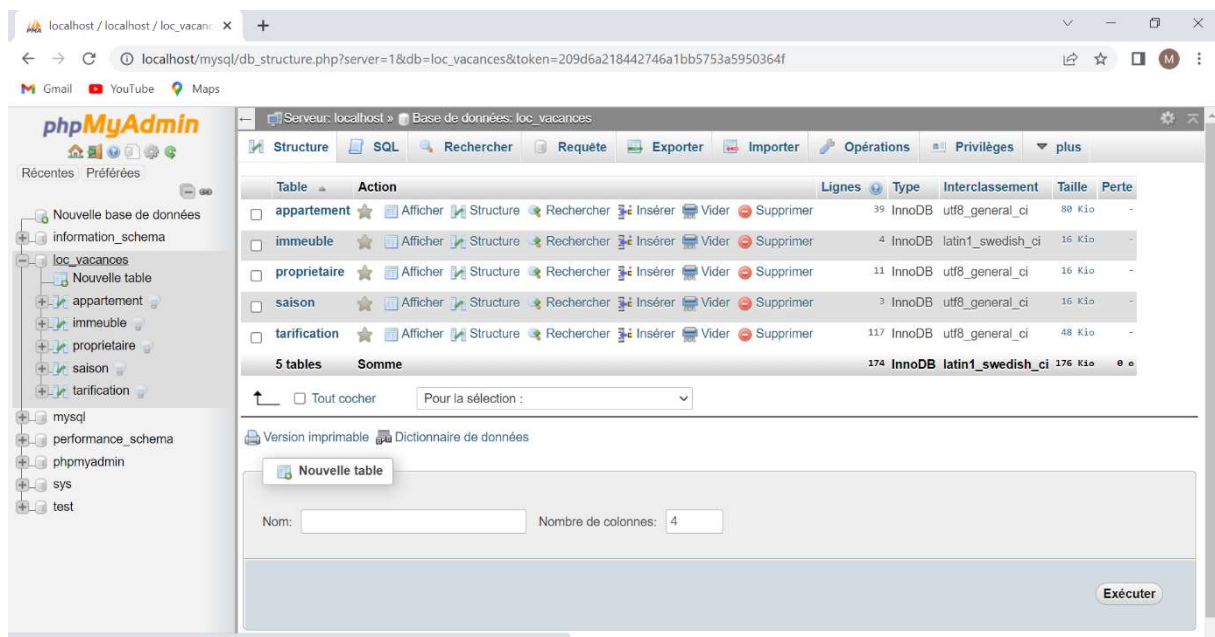 localhost / localhost / loc_vacanc
localhost/mysql/db_structure.php?server=1&db=loc_vacances&token=209d6a218442746a1bb5753a5950364f
M
Gmail YouTube Maps
phpMyAdmin
Récentes Préférées
Nouvelle base de données
information_schema
loc_vacances
Nouvelle table
appartement
immeuble
proprietaire
saison
tarification
mysql
performance_schema
phpmyadmin
sys
test
Serveur: localhost » Base de données: loc_vacances
Structure SQL Rechercher Requête Exporter Importer Opérations Privilèges plus
Table Action Lignes Type Interclassement Taille Perte
appartement Afficher Structure Rechercher Insérer Vider Supprimer 39 InnoDB utf8_general_ci 80 Kio -
immeuble Afficher Structure Rechercher Insérer Vider Supprimer 4 InnoDB latin1_swedish_ci 16 Kio -
proprietaire Afficher Structure Rechercher Insérer Vider Supprimer 11 InnoDB utf8_general_ci 16 Kio -
saison Afficher Structure Rechercher Insérer Vider Supprimer 3 InnoDB utf8_general_ci 16 Kio -
tarification Afficher Structure Rechercher Insérer Vider Supprimer 117 InnoDB utf8_general_ci 48 Kio -
5 tables Somme 174 InnoDB latin1_swedish_ci 176 Kio 0 o
Tout cocher Pour la sélection :
Version imprimable Dictionnaire de données
Nouvelle table
Nom: Nombre de colonnes: 4
Exécuter